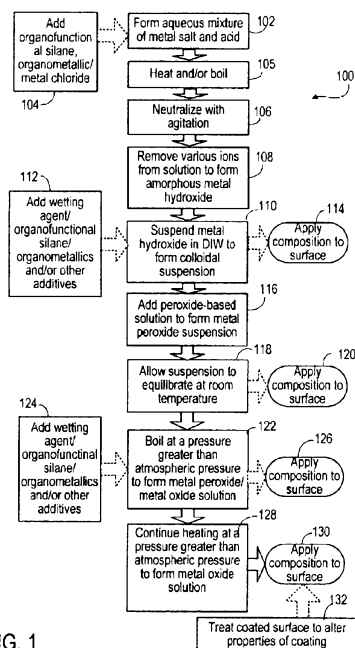 Add
organofunction
al silane,
organometallic/
metal chloride
104
Form aqueous mixture
of metal salt and acid
102
Heat and/or boil
105
100
Neutralize with
agitation
106
Remove various ions
from solution to form
amorphous metal
hydroxide
108
112
Add wetting
agent/
organofunctional
silane/
organometallics
and/or other
additives
110
Suspend metal
hydroxide in DIW to
form colloidal
suspension
114
Apply
composition to
surface
116
Add peroxide-based
solution to form metal
peroxide suspension
118
Allow suspension to
equilibrate at room
temperature
120
Apply
composition to
surface
124
Add wetting
agent/
organofunctinal
silane/
organometallics
and/or other
additives
122
Boil at a pressure
greater than
atmospheric pressure
to form metal peroxide/
metal oxide solution
126
Apply
composition to
surface
128
Continue heating at a
pressure greater than
atmospheric pressure
to form metal oxide
solution
130
Apply
composition to
surface
132
Treat coated surface to alter
properties of coating
FIG. 1